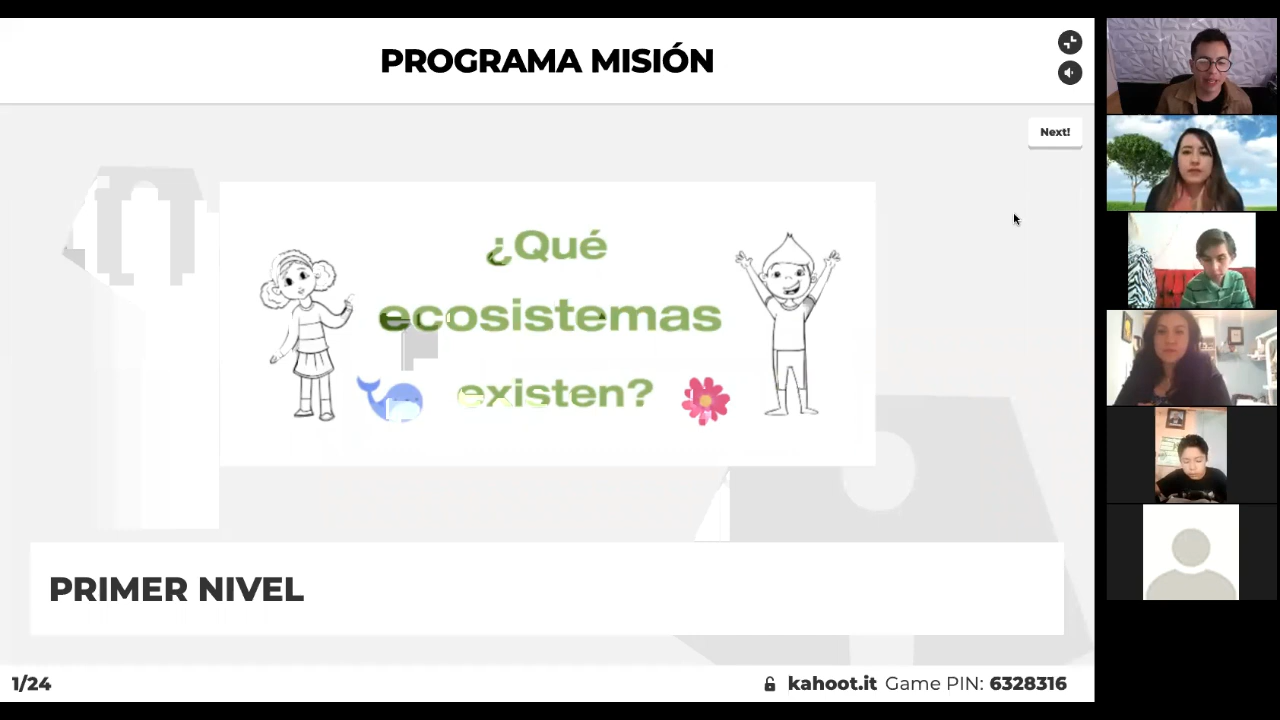 PROGRAMA MISIÓN
Next!
¿Qué
ecosistemas
existen?
PRIMER NIVEL
1/24
kahoot.it Game PIN: 6328316